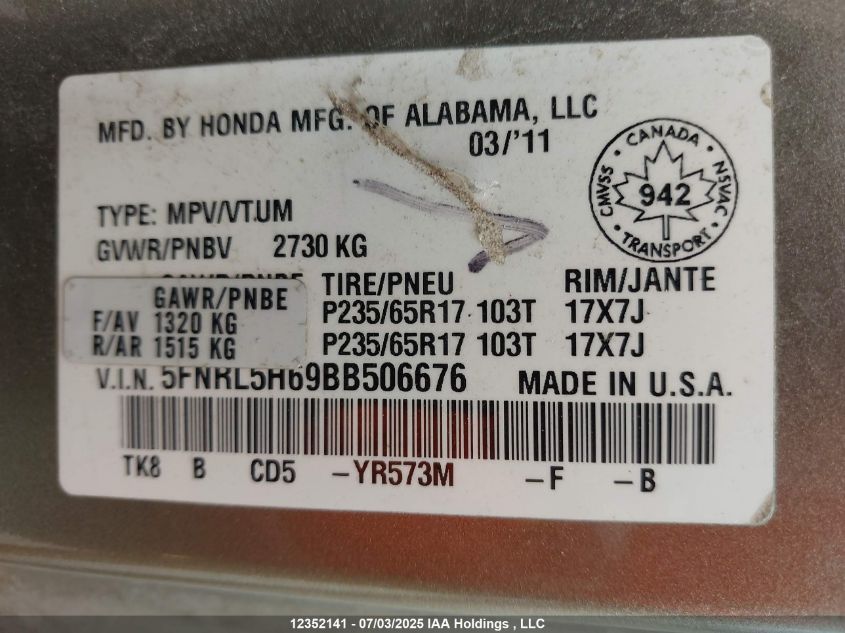 MFD. BY HONDA MFG. OF ALABAMA, LLC
03/'11
CANADA
CMVSS 942 NSVAC
TRANSPORT
TYPE: MPV/VTUM
GVWR/PNBV 2730 KG
GAWR/PNBE TIRE/PNEU RIM/JANTE
GAWR/PNBE
F/AV 1320 KG P235/65R17 103T 17X7J
R/AR 1515 KG P235/65R17 103T 17X7J
V.I.N. 5FNRL5H69BB506676 MADE IN U.S.A.
TK8 B CD5 -YR573M -F -B
12352141 - 07/03/2025 IAA Holdings , LLC